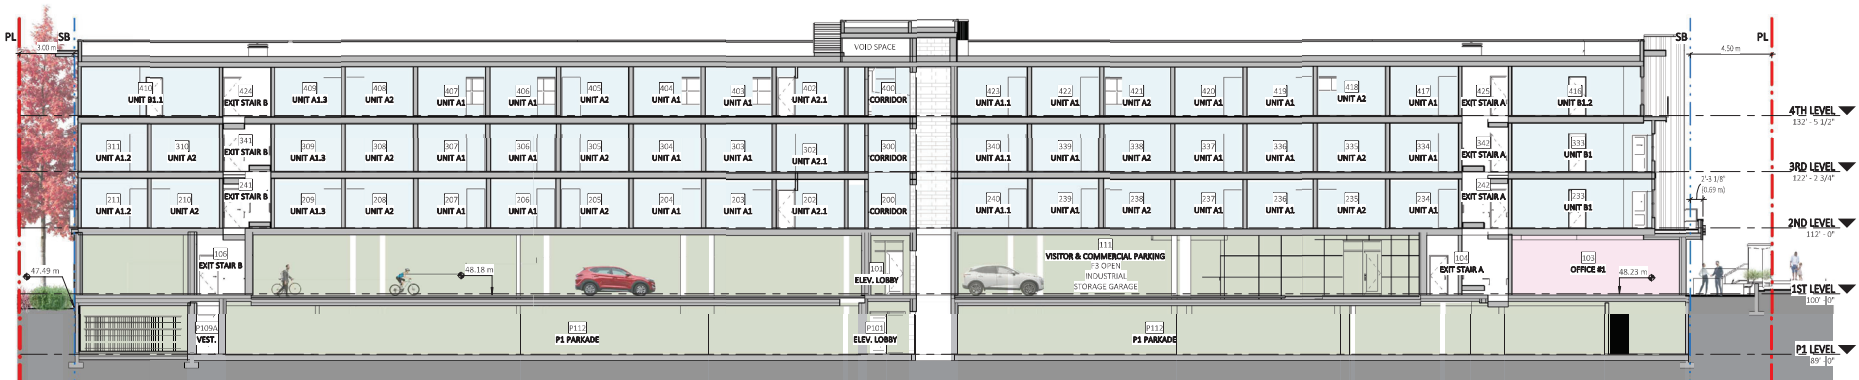 PL
SB
3.00 m
VOID SPACE
SB
PL
4.50 m
410
UNIT B1.1
424
EXIT STAIR B
409
UNIT A1.3
408
UNIT A2
407
UNIT A1
406
UNIT A1
405
UNIT A2
404
UNIT A1
403
UNIT A1
402
UNIT A2.1
400
CORRIDOR
423
UNIT A1.1
422
UNIT A1
421
UNIT A2
420
UNIT A1
419
UNIT A1
418
UNIT A2
417
UNIT A1
425
EXIT STAIR A
416
UNIT B1.2
4TH LEVEL
132' - 5 1/2"
311
UNIT A1.2
310
UNIT A2
341
EXIT STAIR B
309
UNIT A1.3
308
UNIT A2
307
UNIT A1
306
UNIT A1
305
UNIT A2
304
UNIT A1
303
UNIT A1
302
UNIT A2.1
300
CORRIDOR
340
UNIT A1.1
339
UNIT A1
338
UNIT A2
337
UNIT A1
336
UNIT A1
335
UNIT A2
334
UNIT A1
342
EXIT STAIR A
333
UNIT B1
3RD LEVEL
122' - 2 3/4"
211
UNIT A1.2
210
UNIT A2
241
EXIT STAIR B
209
UNIT A1.3
208
UNIT A2
207
UNIT A1
206
UNIT A1
205
UNIT A2
204
UNIT A1
203
UNIT A1
202
UNIT A2.1
200
CORRIDOR
240
UNIT A1.1
239
UNIT A1
238
UNIT A2
237
UNIT A1
236
UNIT A1
235
UNIT A2
234
UNIT A1
242
EXIT STAIR A
233
UNIT B1
2'-3 1/8"
(0.69 m)
2ND LEVEL
112' - 0"
47.49 m
106
EXIT STAIR B
48.18 m
101
ELEV. LOBBY
111
VISITOR & COMMERCIAL PARKING
F3 OPEN
INDUSTRIAL
STORAGE GARAGE
104
EXIT STAIR A
103
OFFICE #1
48.23 m
1ST LEVEL
100' - 0"
P109A
VEST.
P112
P1 PARKADE
P101
ELEV. LOBBY
P112
P1 PARKADE
P1 LEVEL
89' - 0"